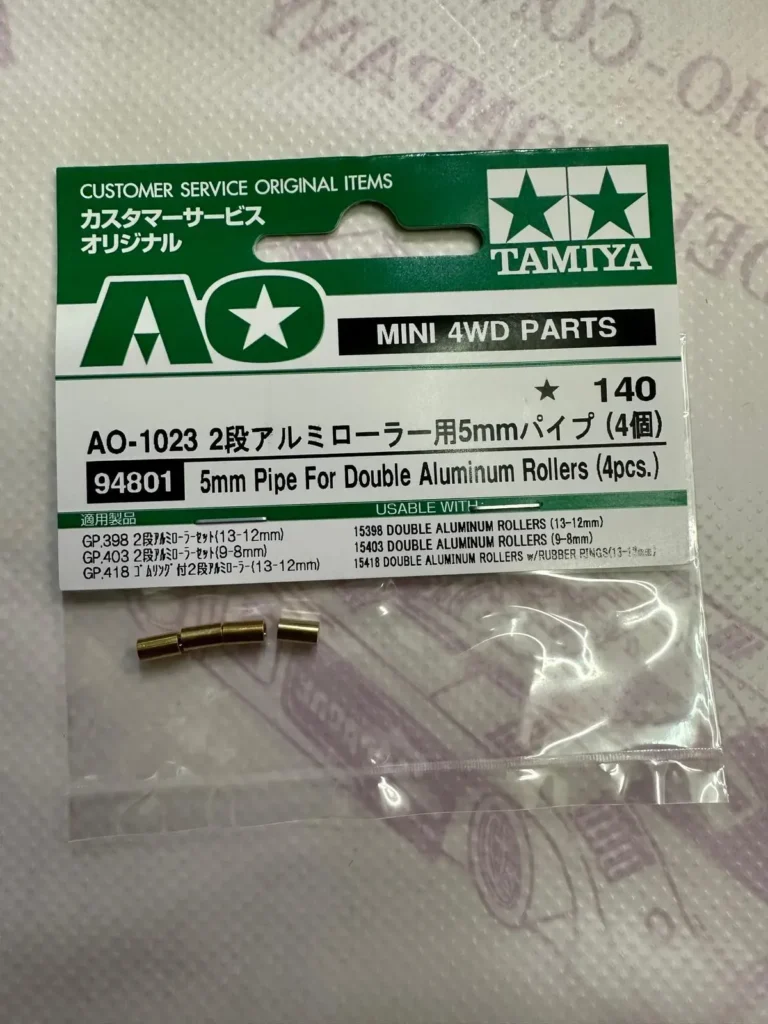 CUSTOMER SERVICE ORIGINAL ITEMS
カスタマーサービス
オリジナル
TAMIYA
AO
MINI 4WD PARTS
★ 140
AO-1023 2段アルミローラー用5mmパイプ (4個)
94801 5mm Pipe For Double Aluminum Rollers (4pcs.)
適用製品
USABLE WITH:
GP.398 2段ｱﾙﾐﾛｰﾗｰｾｯﾄ(13-12mm)
GP.403 2段ｱﾙﾐﾛｰﾗｰｾｯﾄ(9-8mm)
GP.418 ｺﾞﾑﾘﾝｸﾞ付2段ｱﾙﾐﾛｰﾗｰ(13-12mm)
15398 DOUBLE ALUMINUM ROLLERS (13-12mm)
15403 DOUBLE ALUMINUM ROLLERS (9-8mm)
15418 DOUBLE ALUMINUM ROLLERS w/RUBBER RINGS(13-12mm)